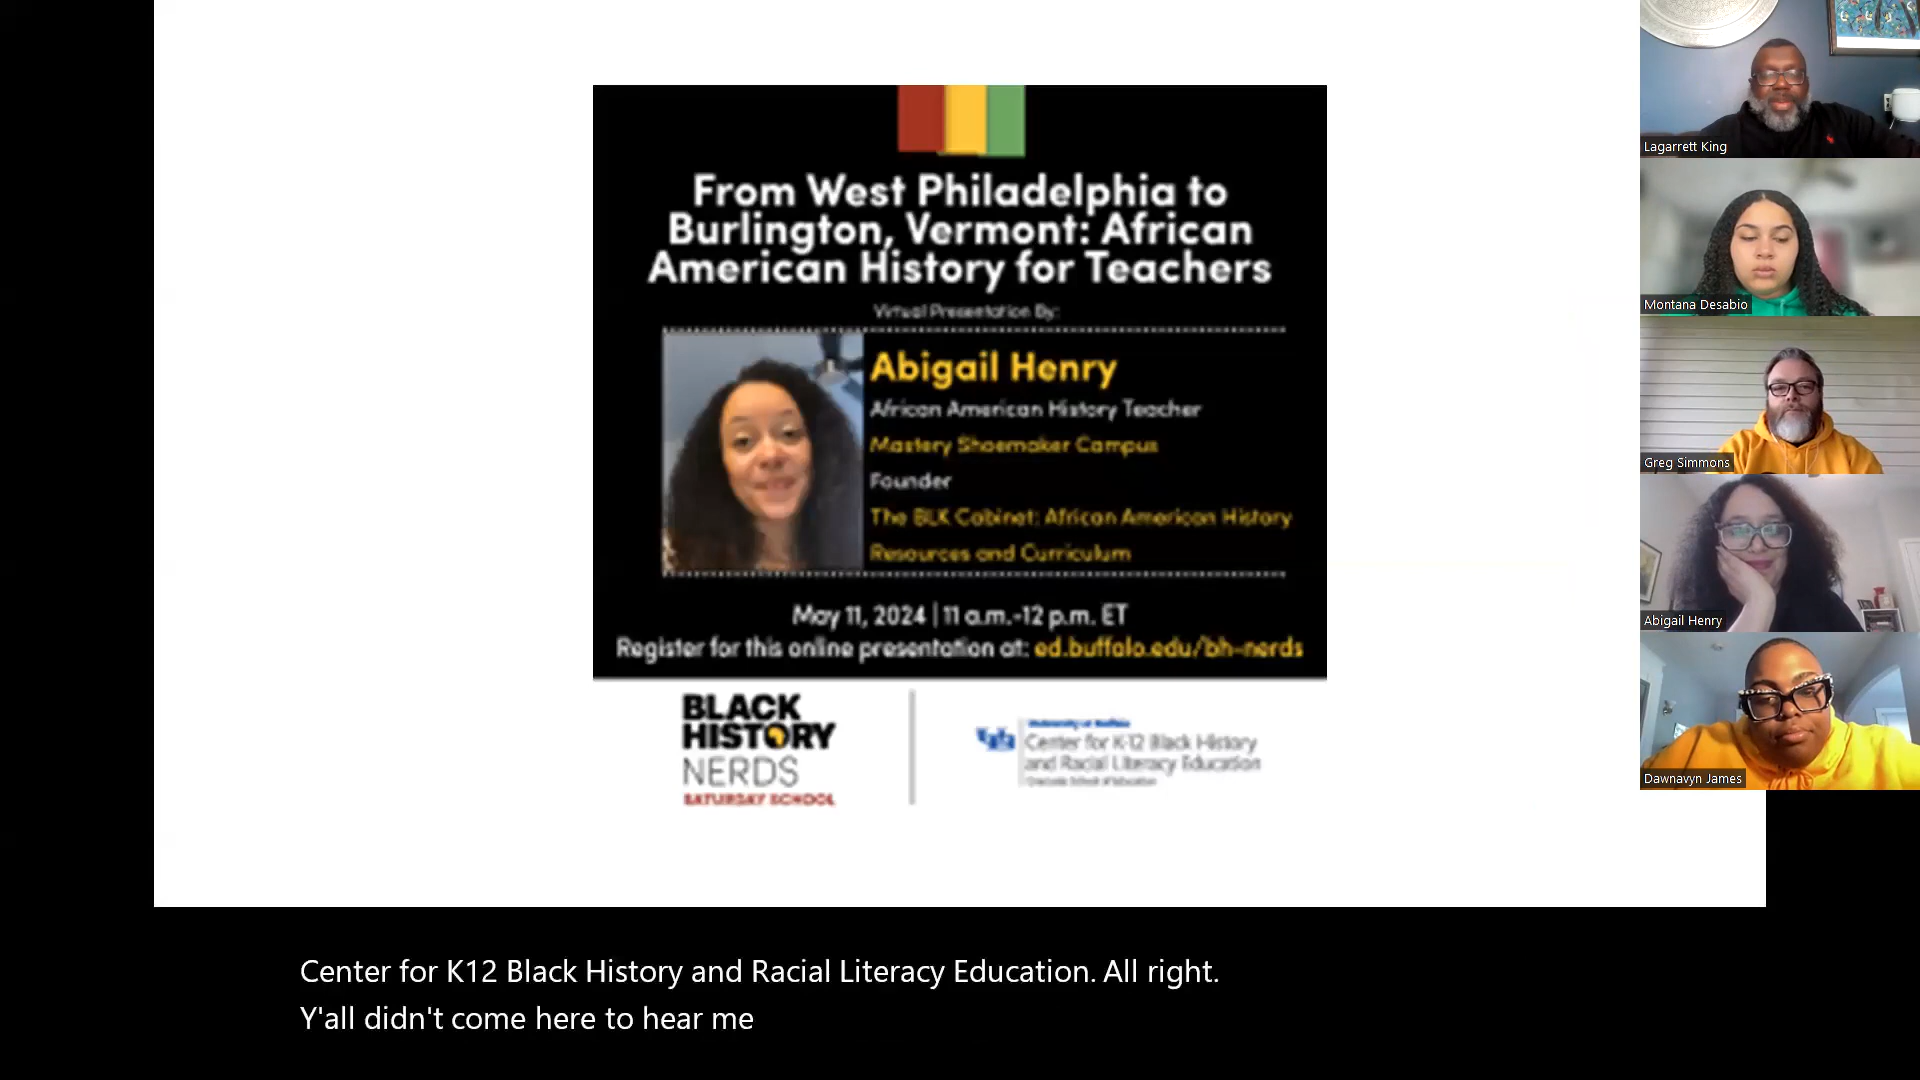 From West Philadelphia to
Burlington, Vermont: African
American History for Teachers
Virtual Presentation By:
Abigail Henry
African American History Teacher
Mastery Shoemaker Campus
Founder
The BLK Cabinet: African American History
Resources and Curriculum
May 11, 2024 | 11 a.m.-12 p.m. ET
Register for this online presentation at: ed.buffalo.edu/bh-nerds
BLACK
HISTORY
NERDS
SATURDAY SCHOOL
University at Buffalo
Center for K-12 Black History
and Racial Literacy Education
Graduate School of Education
Lagarrett King
Montana Desabio
Greg Simmons
Abigail Henry
Dawnavyn James
Center for K12 Black History and Racial Literacy Education. All right.
Y'all didn't come here to hear me